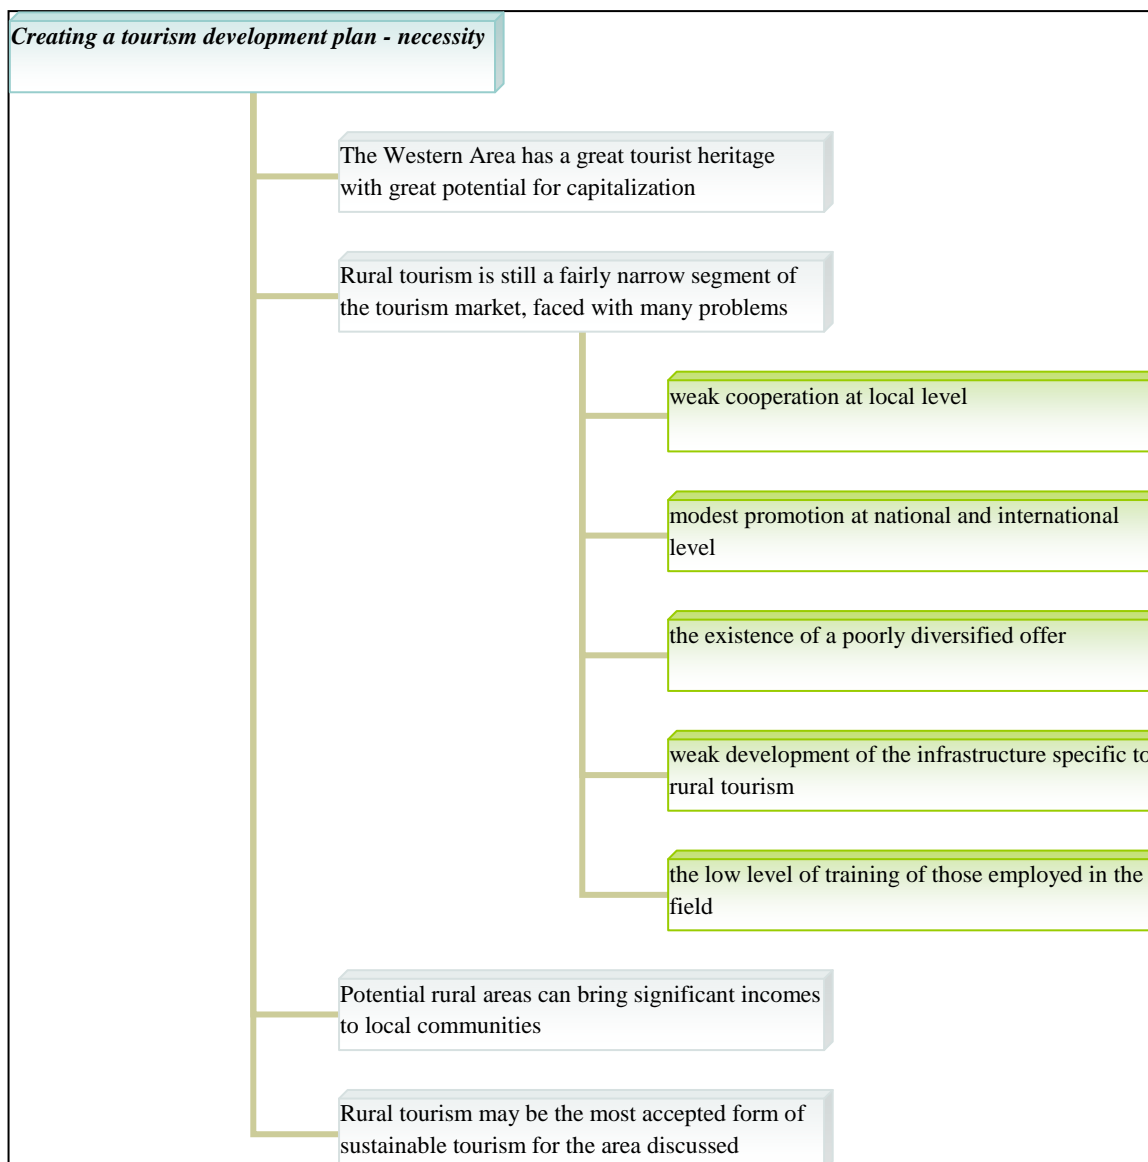 Creating a tourism development plan - necessity
The Western Area has a great tourist heritage
with great potential for capitalization
Rural tourism is still a fairly narrow segment of
the tourism market, faced with many problems
weak cooperation at local level
modest promotion at national and international
level
the existence of a poorly diversified offer
weak development of the infrastructure specific to
rural tourism
the low level of training of those employed in the
field
Potential rural areas can bring significant incomes
to local communities
Rural tourism may be the most accepted form of
sustainable tourism for the area discussed